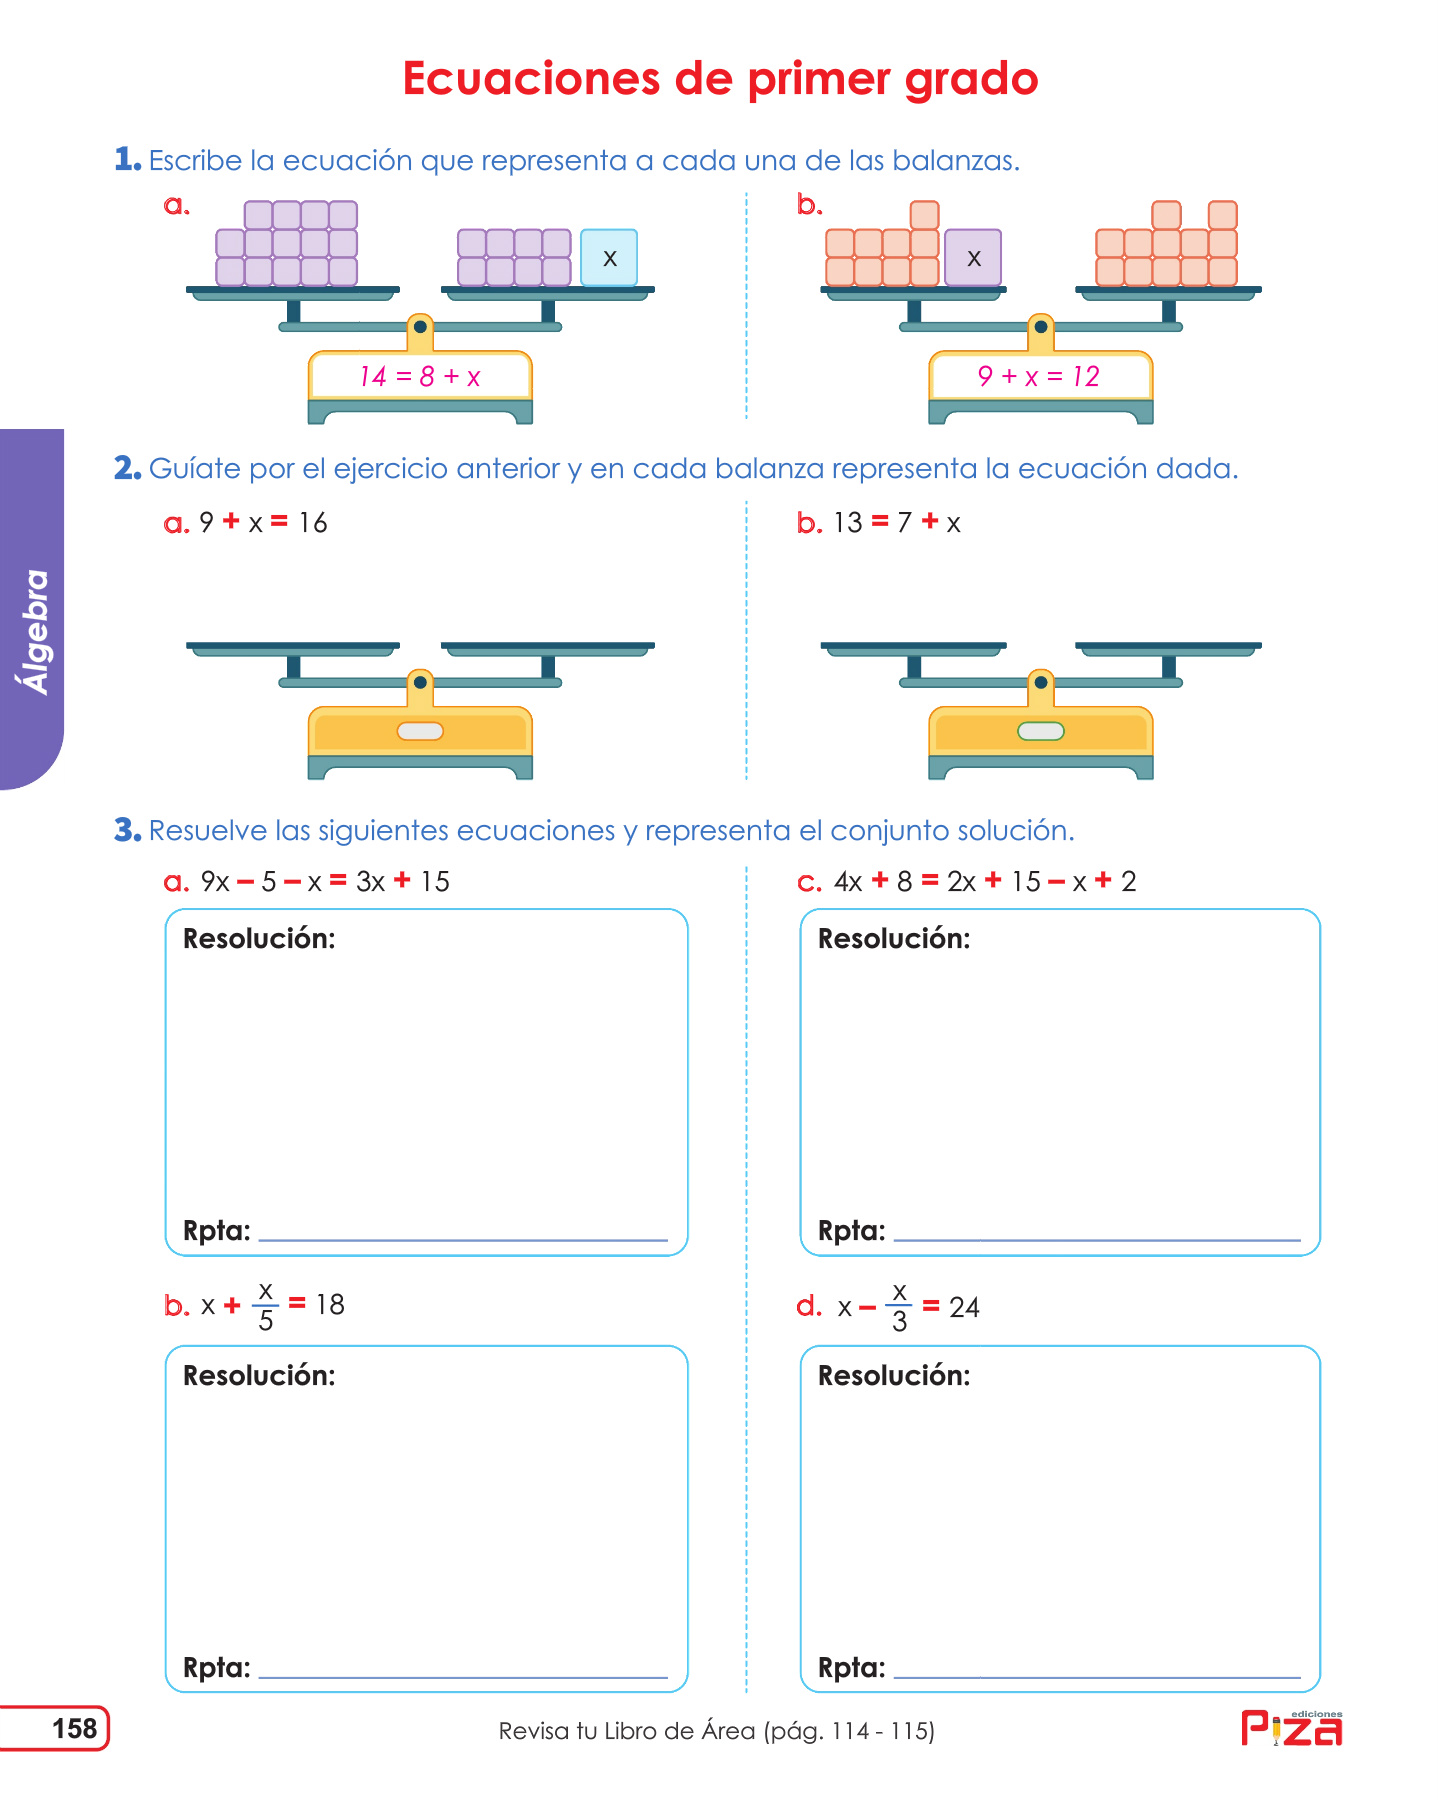 Ecuaciones de primer grado
1. Escribe la ecuación que representa a cada una de las balanzas.
a.
x
14 = 8 + x
b.
x
9 + x = 12
2. Guíate por el ejercicio anterior y en cada balanza representa la ecuación dada.
a. 9 + x = 16
b. 13 = 7 + x
Álgebra
3. Resuelve las siguientes ecuaciones y representa el conjunto solución.
a. 9x – 5 – x = 3x + 15
Resolución:
Rpta:
c. 4x + 8 = 2x + 15 – x + 2
Resolución:
Rpta:
b. x + x/5 = 18
Resolución:
Rpta:
d. x – x/3 = 24
Resolución:
Rpta:
158
Revisa tu Libro de Área (pág. 114 - 115)
ediciones
Piza